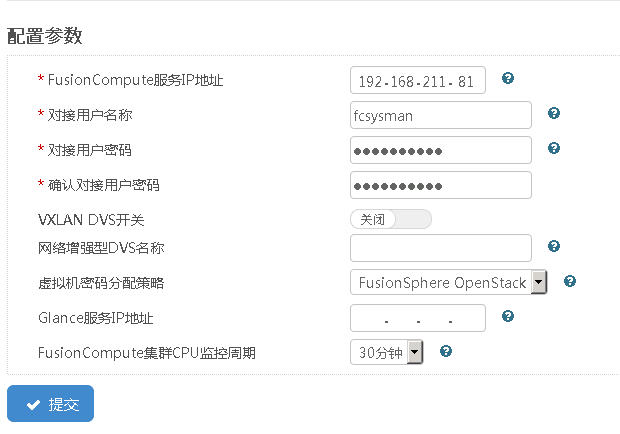 配置参数
* FusionCompute服务IP地址 192.168.211.81
* 对接用户名称 fcsysman
* 对接用户密码 ●●●●●●●●●●
* 确认对接用户密码 ●●●●●●●●●●
VXLAN DVS开关 关闭
网络增强型DVS名称
虚拟机密码分配策略 FusionSphere OpenStack
Glance服务IP地址 . . .
FusionCompute集群CPU监控周期 30分钟
提交